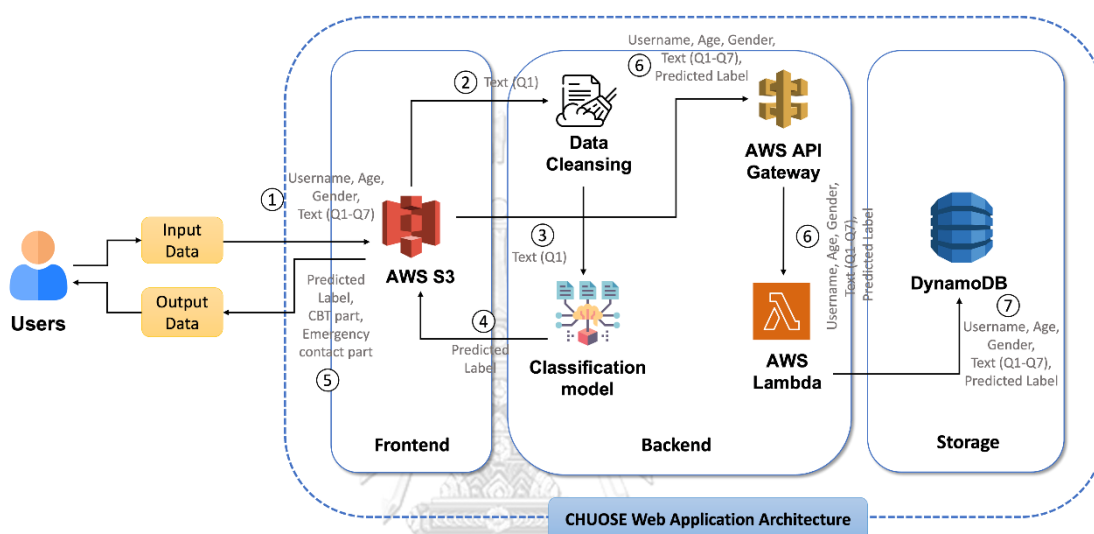 Users
Input
Data
Output
Data
①
Username, Age,
Gender,
Text (Q1-Q7)
② Text (Q1)
AWS S3
Predicted
Label,
CBT part,
Emergency
contact part
⑤
Frontend
Data
Cleansing
③
Text (Q1)
Classification
model
④
Predicted
Label
Username, Age, Gender,
⑥ Text (Q1-Q7),
Predicted Label
AWS API
Gateway
⑥
Username, Age, Gender,
Text (Q1-Q7),
Predicted Label
AWS
Lambda
Backend
DynamoDB
⑦
Username, Age,
Gender,
Text (Q1-Q7),
Predicted Label
Storage
CHUOSE Web Application Architecture